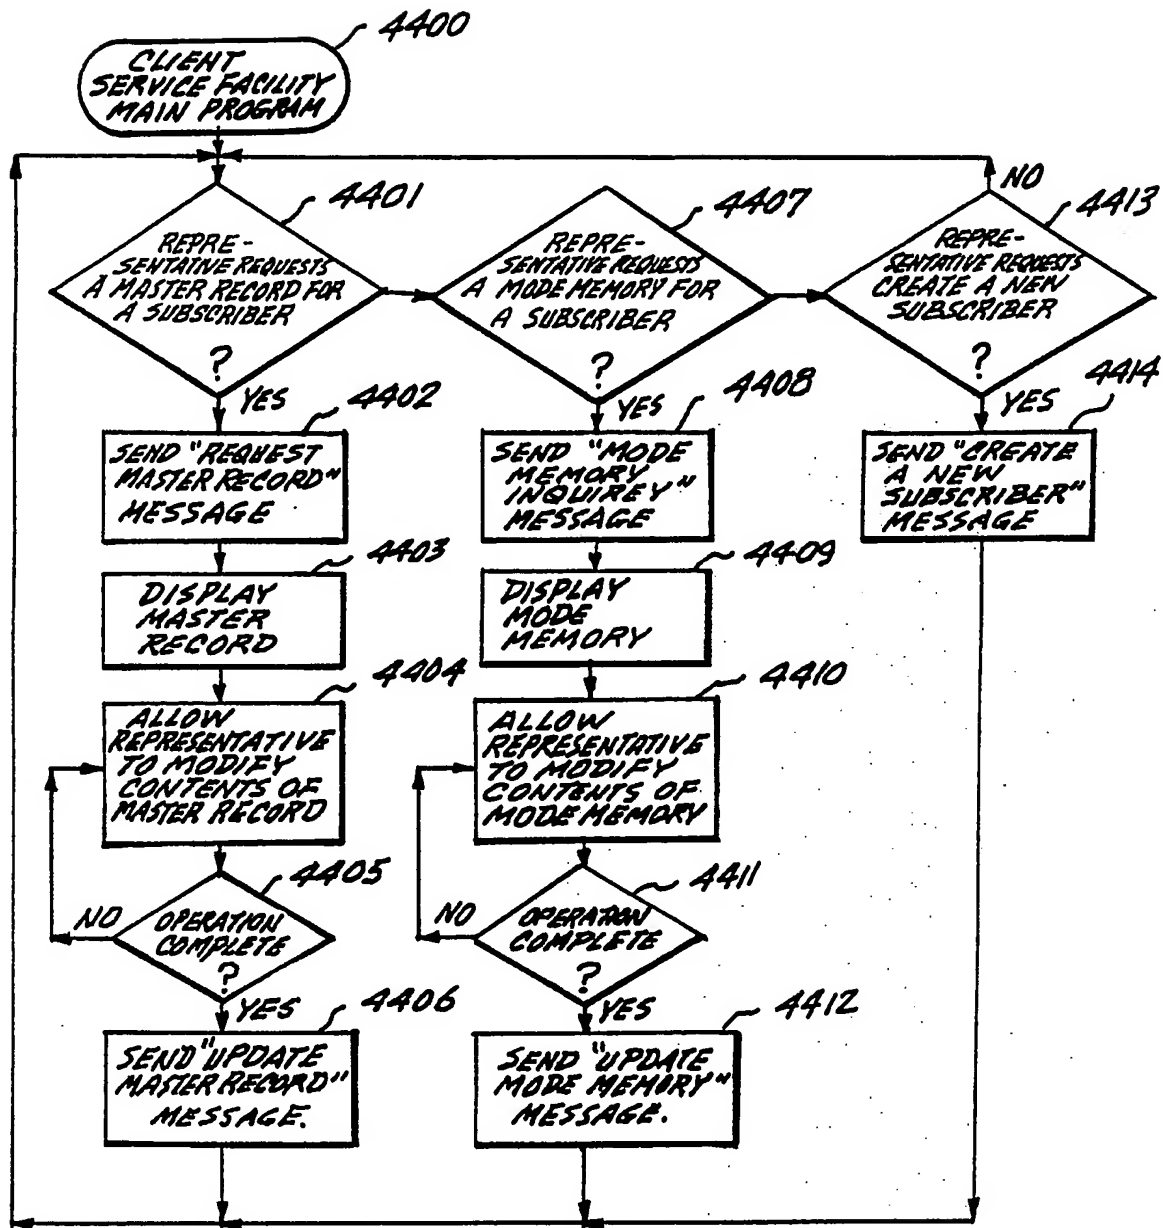 4400
CLIENT
SERVICE FACILITY
MAIN PROGRAM
4401
REPRE-
SENTATIVE REQUESTS
A MASTER RECORD FOR
A SUBSCRIBER
?
YES
4402
SEND "REQUEST
MASTER RECORD"
MESSAGE
4403
DISPLAY
MASTER
RECORD
4404
ALLOW
REPRESENTATIVE
TO MODIFY
CONTENTS OF
MASTER RECORD
4405
NO
OPERATION
COMPLETE
?
YES
4406
SEND "UPDATE
MASTER RECORD"
MESSAGE.
4407
REPRE-
SENTATIVE REQUESTS
A MODE MEMORY FOR
A SUBSCRIBER
?
YES
4408
SEND "MODE
MEMORY
INQUIREY"
MESSAGE
4409
DISPLAY
MODE
MEMORY
4410
ALLOW
REPRESENTATIVE
TO MODIFY
CONTENTS OF
MODE MEMORY
4411
NO
OPERATION
COMPLETE
?
YES
4412
SEND "UPDATE
MODE MEMORY"
MESSAGE.
NO
4413
REPRE-
SENTATIVE REQUESTS
CREATE A NEW
SUBSCRIBER
?
YES
4414
SEND "CREATE
A NEW
SUBSCRIBER"
MESSAGE